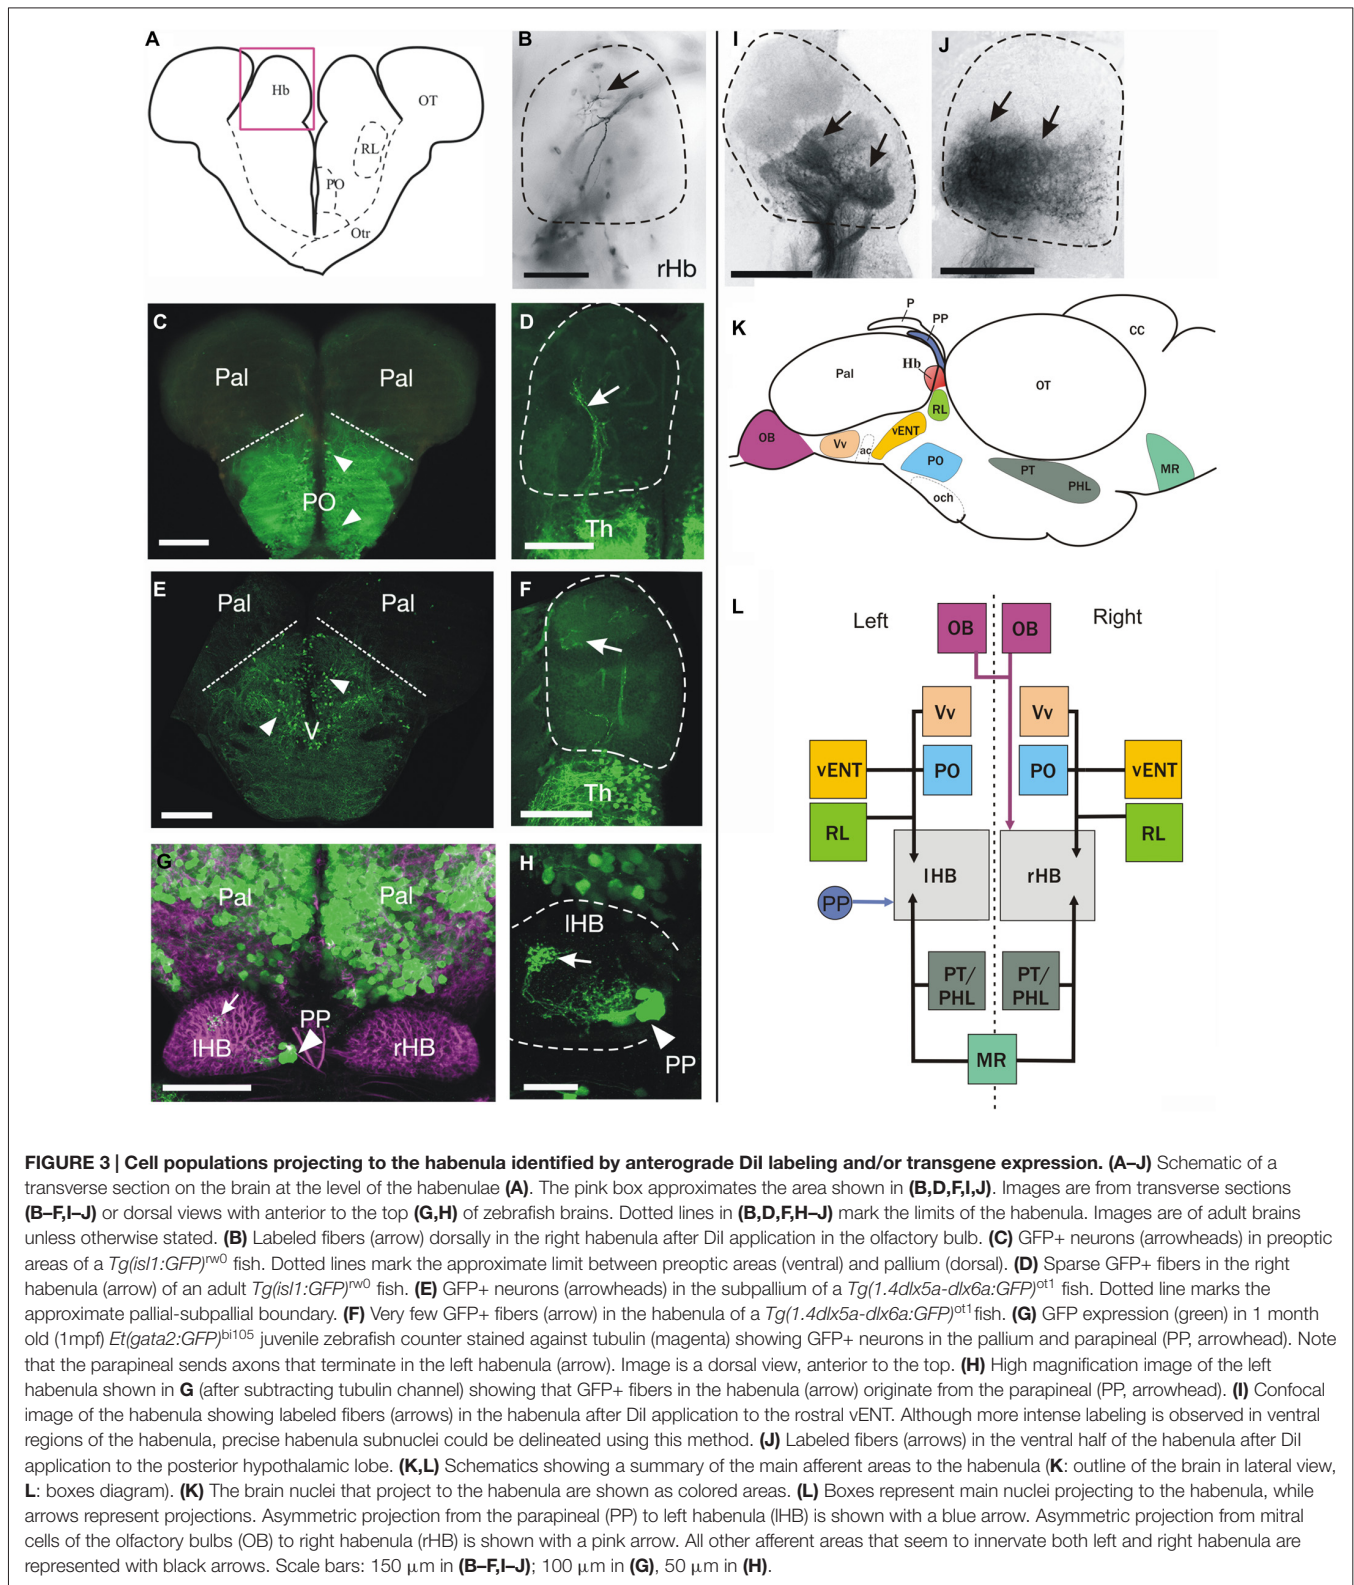 A
Hb
OT
RL
PO
Otr
B
rHb
I
J
C
Pal
Pal
PO
D
Th
K
P
PP
CC
Pal
Hb
OT
RL
OB
Vv
ac
vENT
PO
och
PT
PHL
MR
E
Pal
Pal
V
F
Th
L
Left
Right
OB
OB
Vv
Vv
vENT
PO
PO
vENT
RL
RL
lHB
rHB
PP
PT/
PHL
PT/
PHL
MR
G
Pal
Pal
PP
lHB
rHB
H
lHB
PP
FIGURE 3 | Cell populations projecting to the habenula identified by anterograde DiI labeling and/or transgene expression. (A–J) Schematic of a
transverse section on the brain at the level of the habenulae (A). The pink box approximates the area shown in (B,D,F,I,J). Images are from transverse sections
(B–F,I–J) or dorsal views with anterior to the top (G,H) of zebrafish brains. Dotted lines in (B,D,F,H–J) mark the limits of the habenula. Images are of adult brains
unless otherwise stated. (B) Labeled fibers (arrow) dorsally in the right habenula after DiI application in the olfactory bulb. (C) GFP+ neurons (arrowheads) in preoptic
areas of a Tg(isl1:GFP)rw0 fish. Dotted lines mark the approximate limit between preoptic areas (ventral) and pallium (dorsal). (D) Sparse GFP+ fibers in the right
habenula (arrow) of an adult Tg(isl1:GFP)rw0 fish. (E) GFP+ neurons (arrowheads) in the subpallium of a Tg(1.4dlx5a-dlx6a:GFP)ot1 fish. Dotted line marks the
approximate pallial-subpallial boundary. (F) Very few GFP+ fibers (arrow) in the habenula of a Tg(1.4dlx5a-dlx6a:GFP)ot1fish. (G) GFP expression (green) in 1 month
old (1mpf) Et(gata2:GFP)bi105 juvenile zebrafish counter stained against tubulin (magenta) showing GFP+ neurons in the pallium and parapineal (PP, arrowhead). Note
that the parapineal sends axons that terminate in the left habenula (arrow). Image is a dorsal view, anterior to the top. (H) High magnification image of the left
habenula shown in G (after subtracting tubulin channel) showing that GFP+ fibers in the habenula (arrow) originate from the parapineal (PP, arrowhead). (I) Confocal
image of the habenula showing labeled fibers (arrows) in the habenula after DiI application to the rostral vENT. Although more intense labeling is observed in ventral
regions of the habenula, precise habenula subnuclei could be delineated using this method. (J) Labeled fibers (arrows) in the ventral half of the habenula after DiI
application to the posterior hypothalamic lobe. (K,L) Schematics showing a summary of the main afferent areas to the habenula (K: outline of the brain in lateral view,
L: boxes diagram). (K) The brain nuclei that project to the habenula are shown as colored areas. (L) Boxes represent main nuclei projecting to the habenula, while
arrows represent projections. Asymmetric projection from the parapineal (PP) to left habenula (lHB) is shown with a blue arrow. Asymmetric projection from mitral
cells of the olfactory bulbs (OB) to right habenula (rHB) is shown with a pink arrow. All other afferent areas that seem to innervate both left and right habenula are
represented with black arrows. Scale bars: 150 μm in (B–F,I–J); 100 μm in (G), 50 μm in (H).